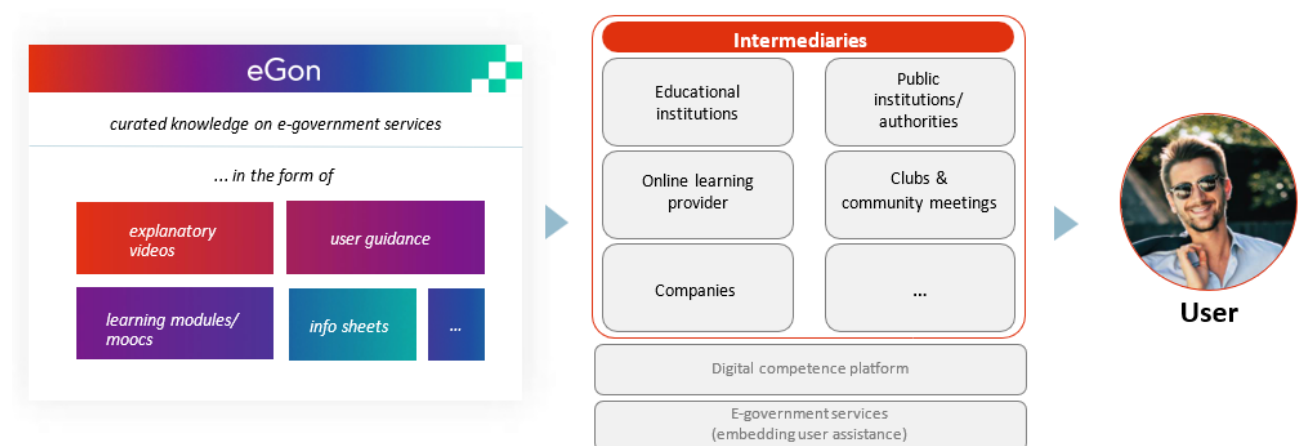 eGon
curated knowledge on e-government services
... in the form of
explanatory
videos
user guidance
learning modules/
moocs
info sheets
...
Intermediaries
Educational
institutions
Public
institutions/
authorities
Online learning
provider
Clubs &
community meetings
Companies
...
Digital competence platform
E-government services
(embedding user assistance)
User